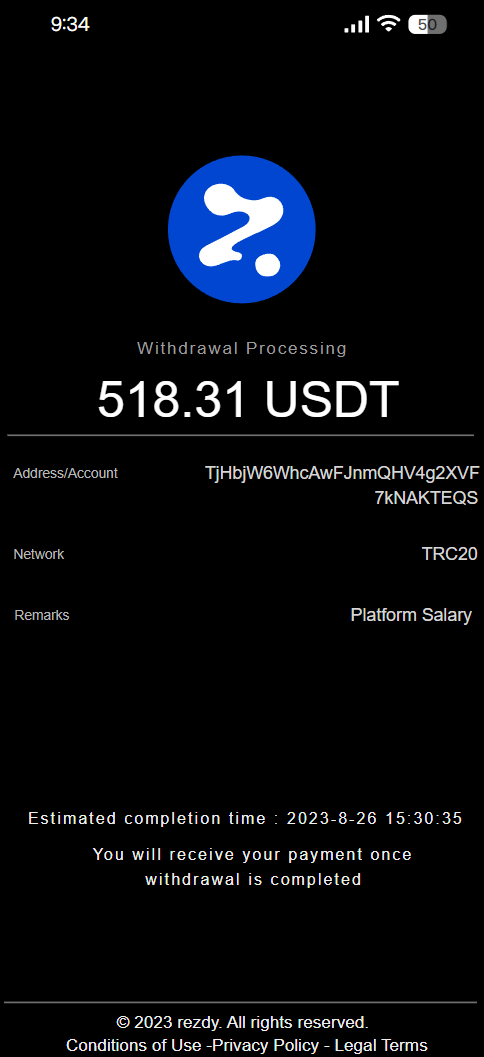 9:34
50
Withdrawal Processing
518.31 USDT
Address/Account
TjHbjW6WhcAwFJnmQHV4g2XVF
7kNAKTEQS
Network
TRC20
Remarks
Platform Salary
Estimated completion time : 2023-8-26 15:30:35
You will receive your payment once
withdrawal is completed
© 2023 rezdy. All rights reserved.
Conditions of Use -Privacy Policy - Legal Terms